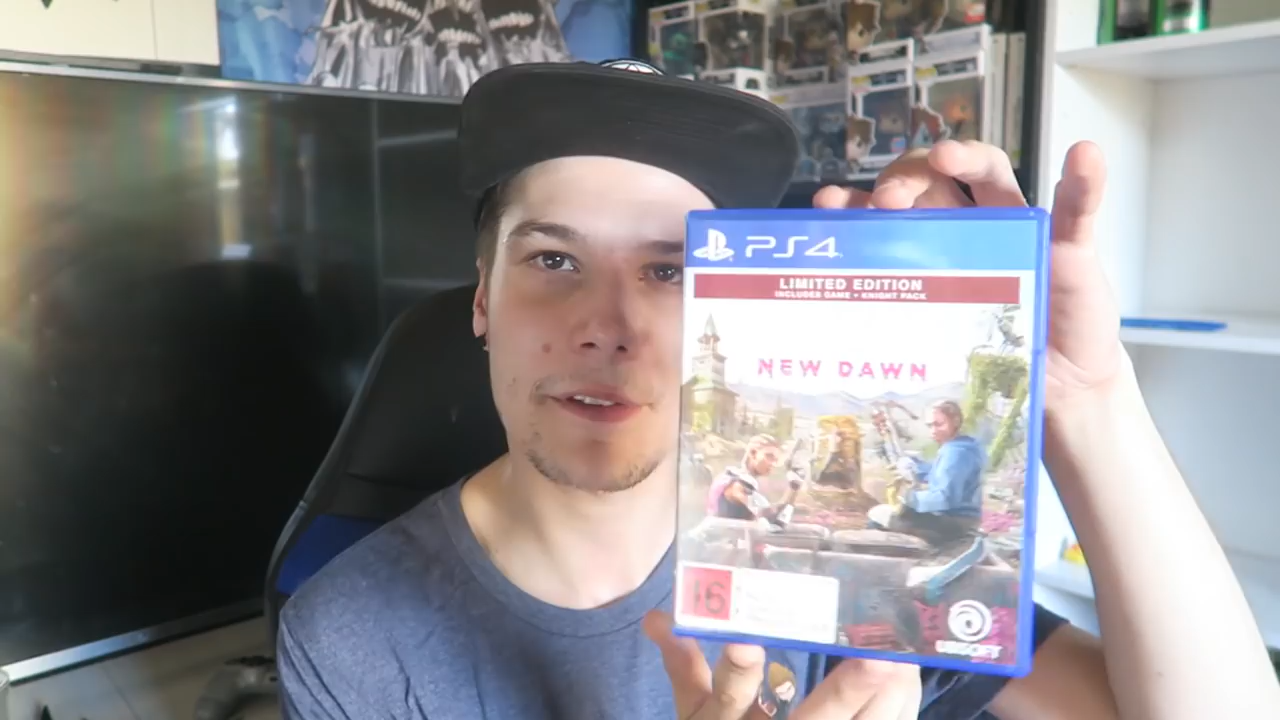 PS4
LIMITED EDITION
INCLUDES GAME + KNIGHT PACK
NEW DAWN
16
UBISOFT